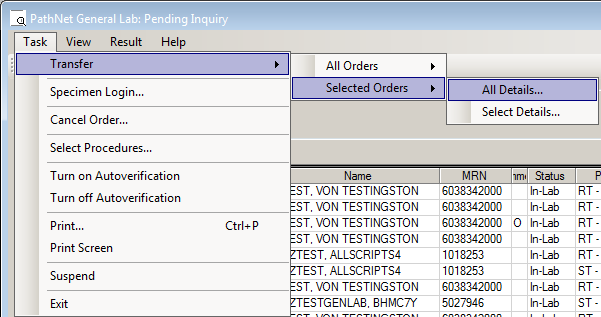 PathNet General Lab: Pending Inquiry
Task View Result Help
Transfer
All Orders
Selected Orders
All Details...
Select Details...
Specimen Login...
Cancel Order...
Select Procedures...
Turn on Autoverification
Turn off Autoverification
Print... Ctrl+P
Print Screen
Suspend
Exit
Name MRN Status P
EST, VON TESTINGSTON 6038342000 In-Lab RT -
EST, VON TESTINGSTON 6038342000 In-Lab ST -
EST, VON TESTINGSTON 6038342000 O In-Lab RT -
EST, VON TESTINGSTON 6038342000 In-Lab RT -
ZTEST, ALLSCRIPTS4 1018253 In-Lab RT -
ZTEST, ALLSCRIPTS4 1018253 In-Lab ST -
ZTESTGENLAB, BHMC7Y 5027946 In-Lab ST -